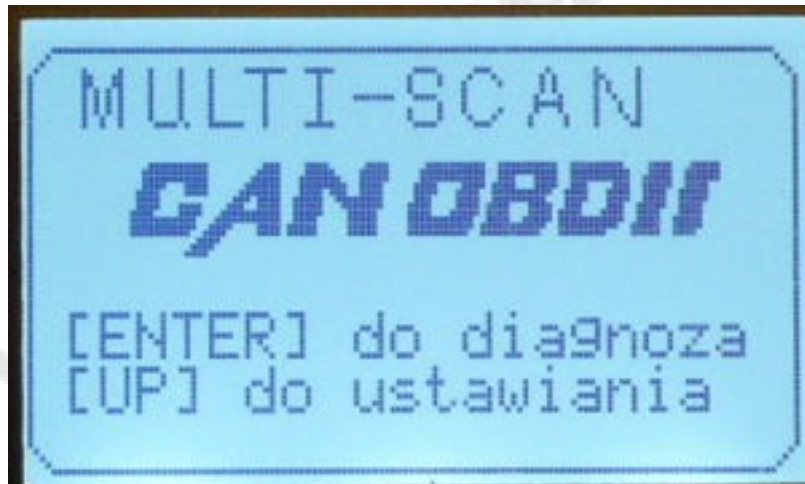 MULTI-SCAN
CAN OBDII
[ENTER] do diagnoza
[UP] do ustawiania